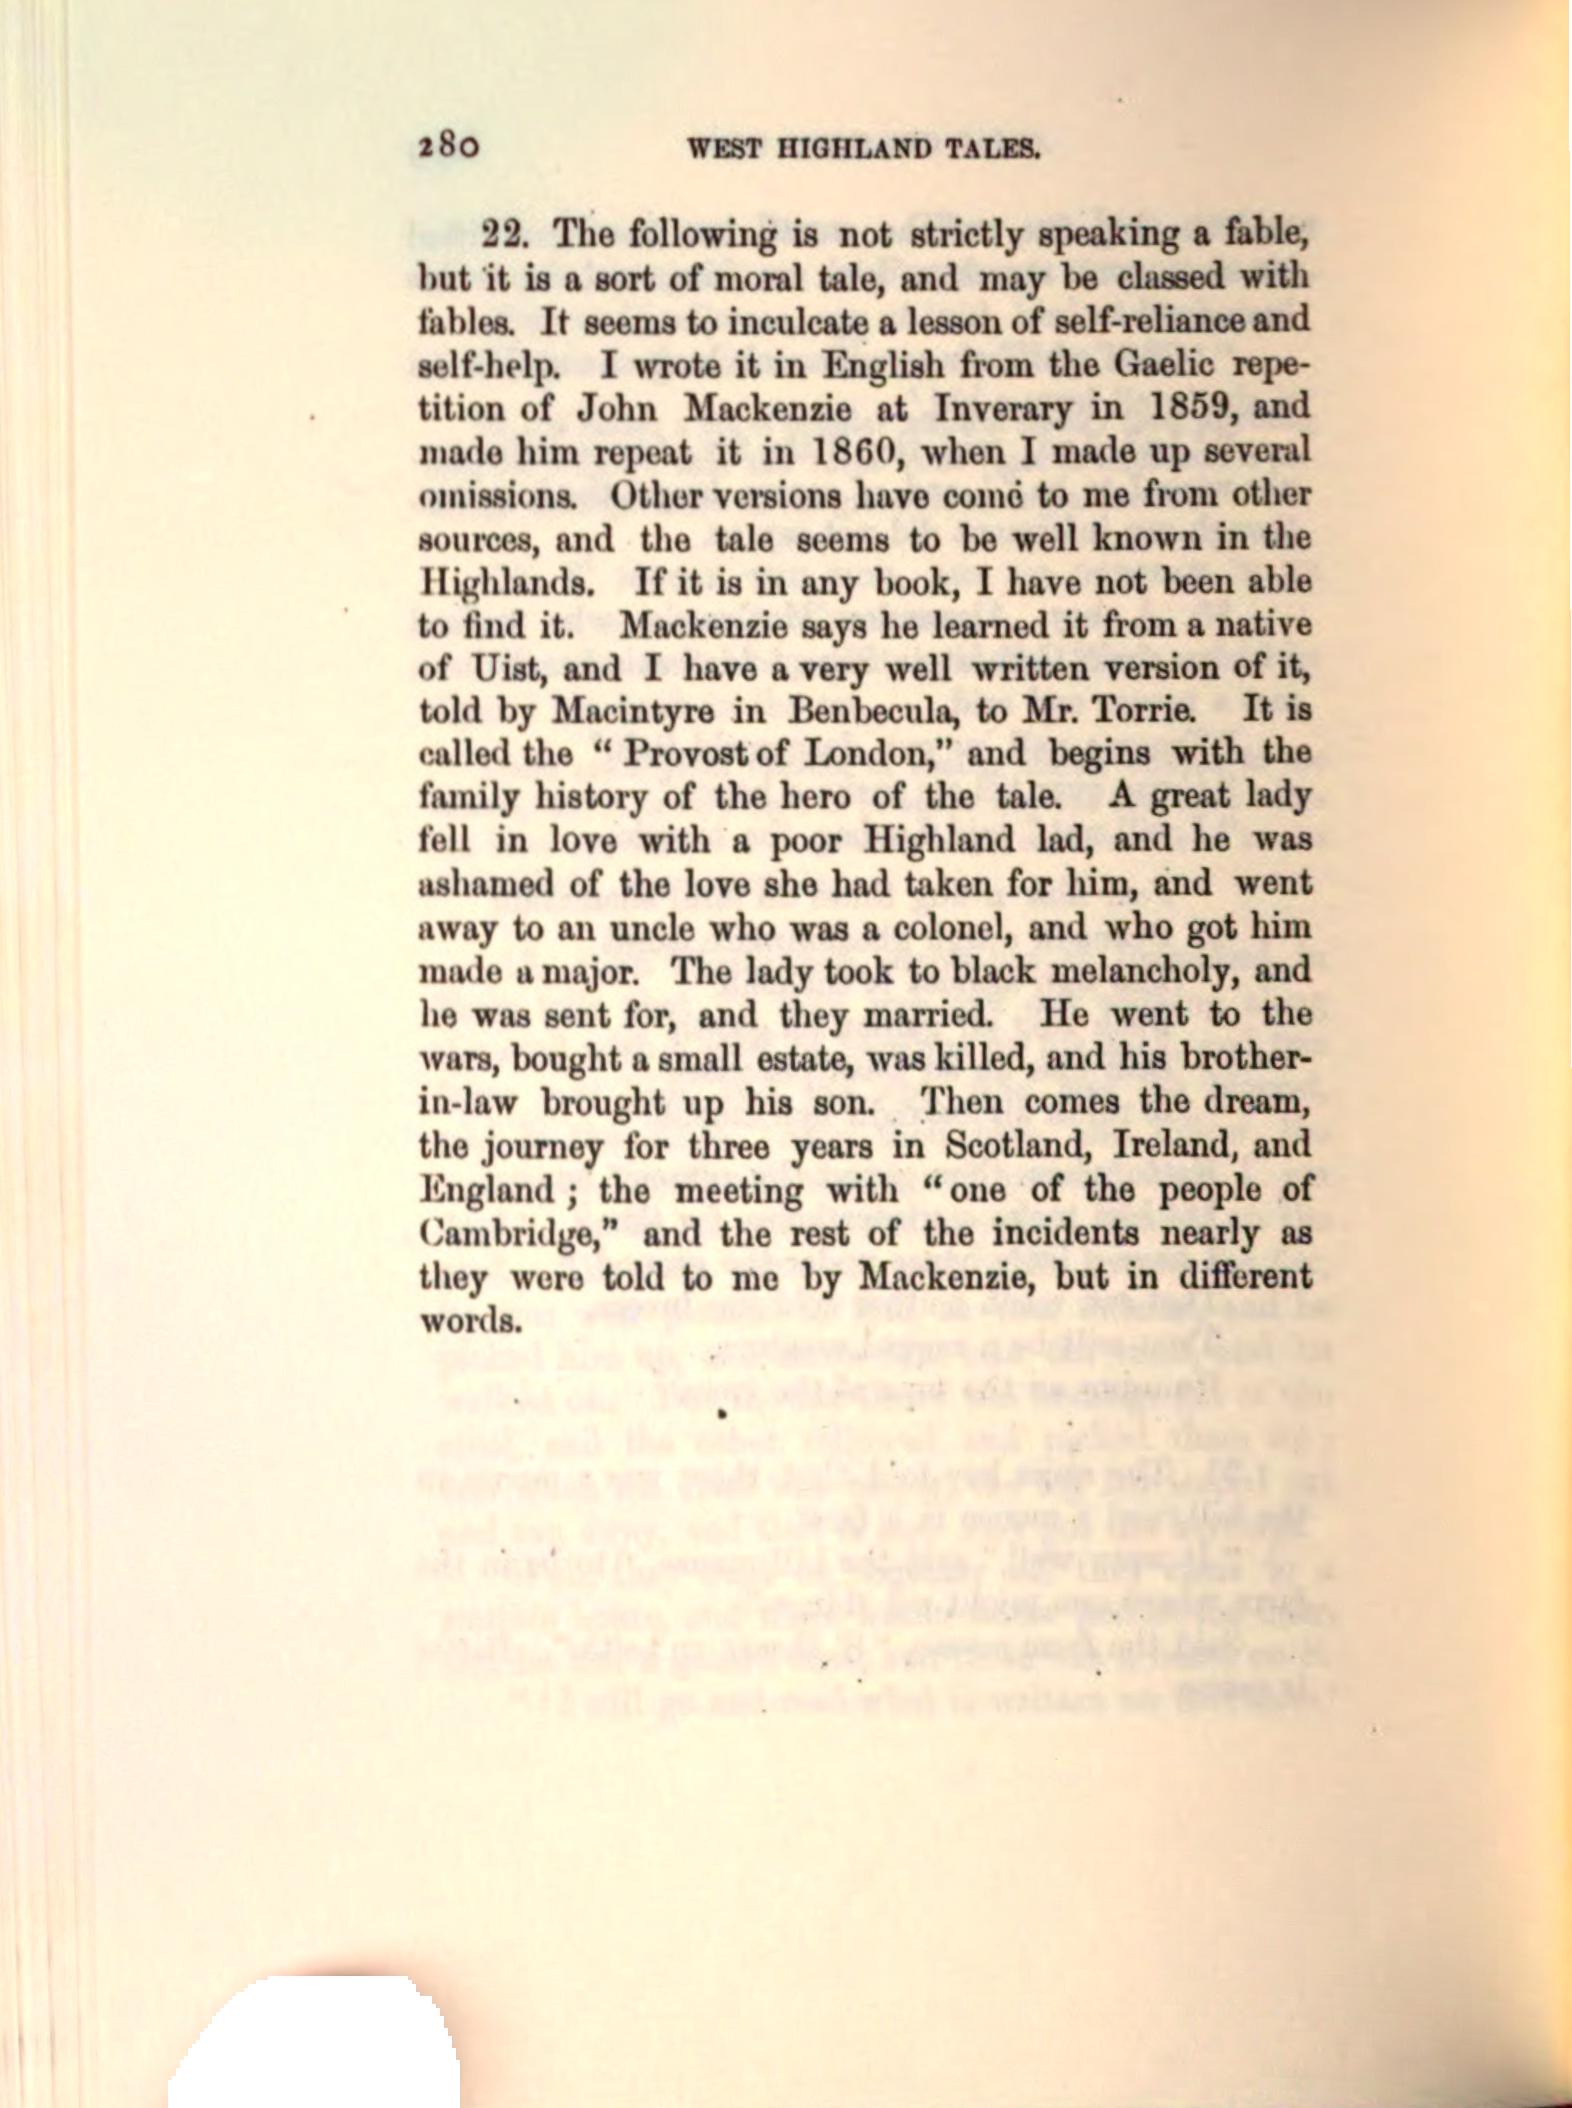 280 WEST HIGHLAND TALES.
22. The following is not strictly speaking a fable,
but it is a sort of moral tale, and may be classed with
fables. It seems to inculcate a lesson of self-reliance and
self-help. I wrote it in English from the Gaelic repe-
tition of John Mackenzie at Inverary in 1859, and
made him repeat it in 1860, when I made up several
omissions. Other versions have come to me from other
sources, and the tale seems to be well known in the
Highlands. If it is in any book, I have not been able
to find it. Mackenzie says he learned it from a native
of Uist, and I have a very well written version of it,
told by Macintyre in Benbecula, to Mr. Torrie. It is
called the “ Provost of London,” and begins with the
family history of the hero of the tale. A great lady
fell in love with a poor Highland lad, and he was
ashamed of the love she had taken for him, and went
away to an uncle who was a colonel, and who got him
made a major. The lady took to black melancholy, and
he was sent for, and they married. He went to the
wars, bought a small estate, was killed, and his brother-
in-law brought up his son. Then comes the dream,
the journey for three years in Scotland, Ireland, and
England ; the meeting with “ one of the people of
Cambridge,” and the rest of the incidents nearly as
they were told to me by Mackenzie, but in different
words.